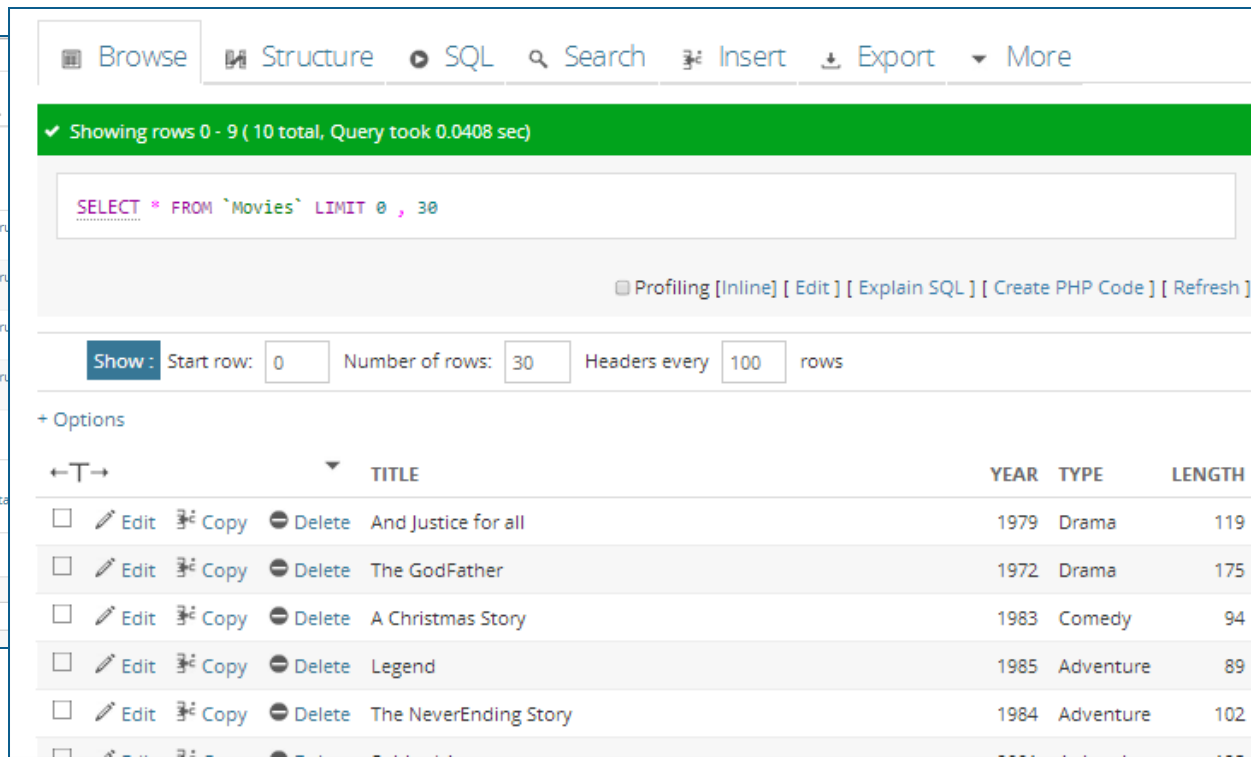 Browse Structure SQL Search Insert Export More
Showing rows 0 - 9 ( 10 total, Query took 0.0408 sec)
SELECT * FROM `Movies` LIMIT 0 , 30
Profiling [Inline] [ Edit ] [ Explain SQL ] [ Create PHP Code ] [ Refresh ]
Show : Start row: 0 Number of rows: 30 Headers every 100 rows
+ Options
←T→ TITLE YEAR TYPE LENGTH
Edit Copy Delete And Justice for all 1979 Drama 119
Edit Copy Delete The GodFather 1972 Drama 175
Edit Copy Delete A Christmas Story 1983 Comedy 94
Edit Copy Delete Legend 1985 Adventure 89
Edit Copy Delete The NeverEnding Story 1984 Adventure 102